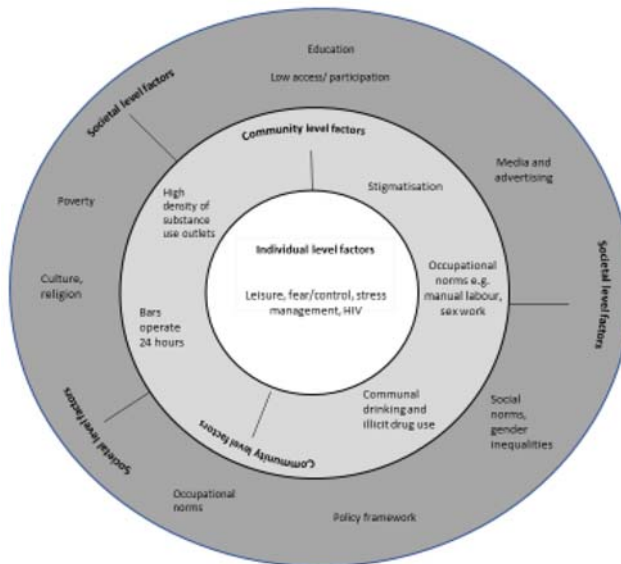 Education
Low access/ participation
Societal level factors
Community level factors
Media and
advertising
Stigmatisation
High
density of
substance
use outlets
Poverty
Individual level factors
Leisure, fear/control, stress
management, HIV
Occupational
norms e.g.
manual labour,
sex work
Societal level factors
Culture,
religion
Bars
operate
24 hours
Communal
drinking and
illicit drug use
Social
norms,
gender
inequalities
Societal level factors
Community level factors
Occupational
norms
Policy framework